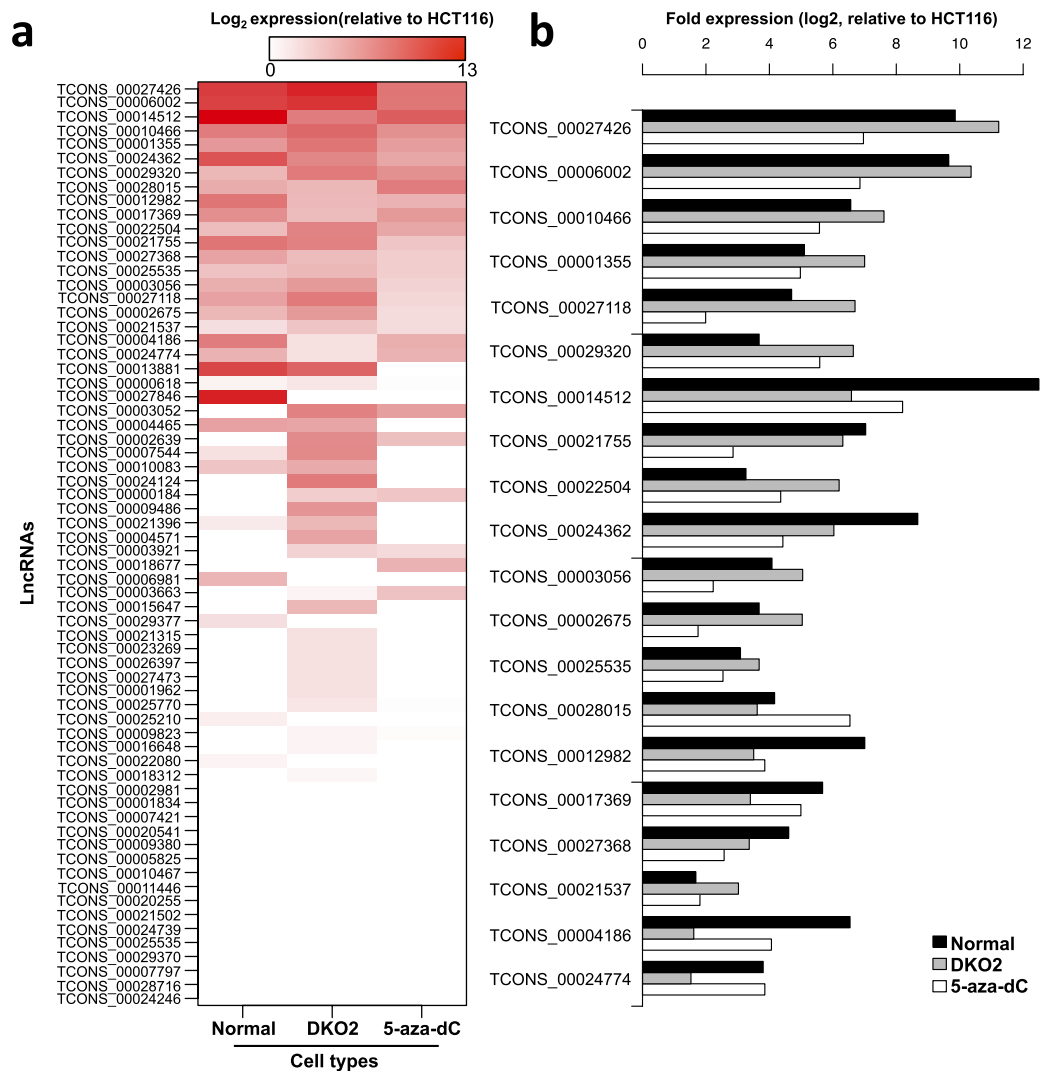 a
Log2 expression(relative to HCT116)
0
13
LncRNAs
TCONS_00027426
TCONS_00006002
TCONS_00014512
TCONS_00010466
TCONS_00001355
TCONS_00024362
TCONS_00029320
TCONS_00028015
TCONS_00012982
TCONS_00017369
TCONS_00022504
TCONS_00021755
TCONS_00027368
TCONS_00025535
TCONS_00003056
TCONS_00027118
TCONS_00002675
TCONS_00021537
TCONS_00004186
TCONS_00024774
TCONS_00013881
TCONS_00000618
TCONS_00027846
TCONS_00003052
TCONS_00004465
TCONS_00002639
TCONS_00007544
TCONS_00010083
TCONS_00024124
TCONS_00000184
TCONS_00009486
TCONS_00021396
TCONS_00004571
TCONS_00003921
TCONS_00018677
TCONS_00006981
TCONS_00003663
TCONS_00015647
TCONS_00029377
TCONS_00021315
TCONS_00023269
TCONS_00026397
TCONS_00027473
TCONS_00001962
TCONS_00025770
TCONS_00025210
TCONS_00009823
TCONS_00016648
TCONS_00022080
TCONS_00018312
TCONS_00002981
TCONS_00001834
TCONS_00007421
TCONS_00020541
TCONS_00009380
TCONS_00005825
TCONS_00010467
TCONS_00011446
TCONS_00020255
TCONS_00021502
TCONS_00024739
TCONS_00025535
TCONS_00029370
TCONS_00007797
TCONS_00028716
TCONS_00024246
Normal DKO2 5-aza-dC
Cell types
b
Fold expression (log2, relative to HCT116)
0 2 4 6 8 10 12
TCONS_00027426
TCONS_00006002
TCONS_00010466
TCONS_00001355
TCONS_00027118
TCONS_00029320
TCONS_00014512
TCONS_00021755
TCONS_00022504
TCONS_00024362
TCONS_00003056
TCONS_00002675
TCONS_00025535
TCONS_00028015
TCONS_00012982
TCONS_00017369
TCONS_00027368
TCONS_00021537
TCONS_00004186
TCONS_00024774
Normal
DKO2
5-aza-dC